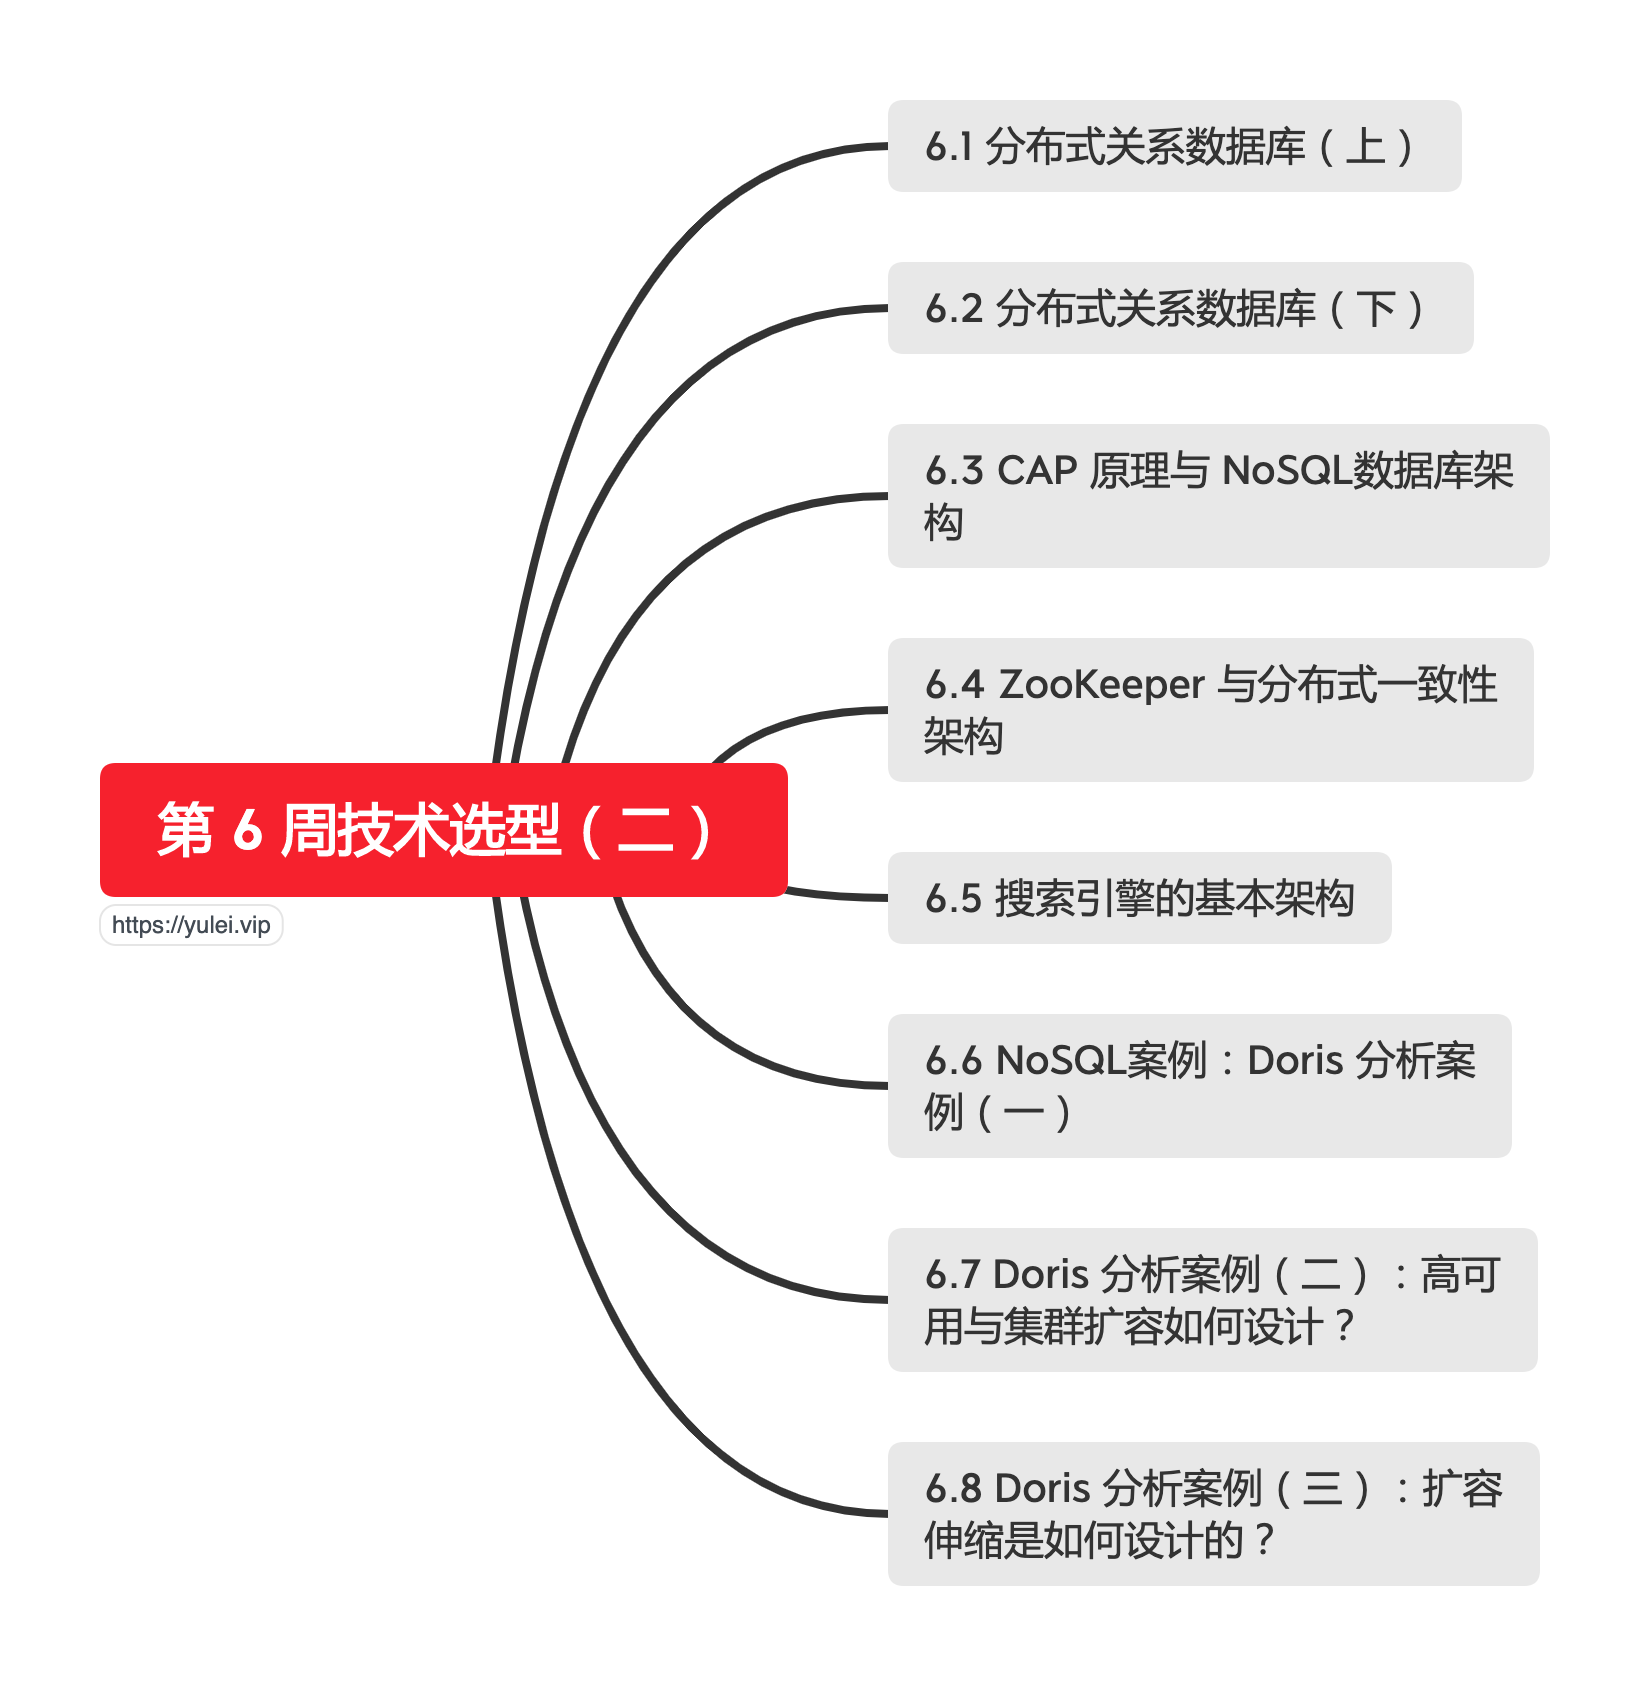 6.1 分布式关系数据库（上）
6.2 分布式关系数据库（下）
6.3 CAP 原理与 NoSQL数据库架
构
6.4 ZooKeeper 与分布式一致性
架构
第 6 周技术选型（二）
https://yulei.vip
6.5 搜索引擎的基本架构
6.6 NoSQL案例：Doris 分析案
例（一）
6.7 Doris 分析案例（二）：高可
用与集群扩容如何设计？
6.8 Doris 分析案例（三）：扩容
伸缩是如何设计的？